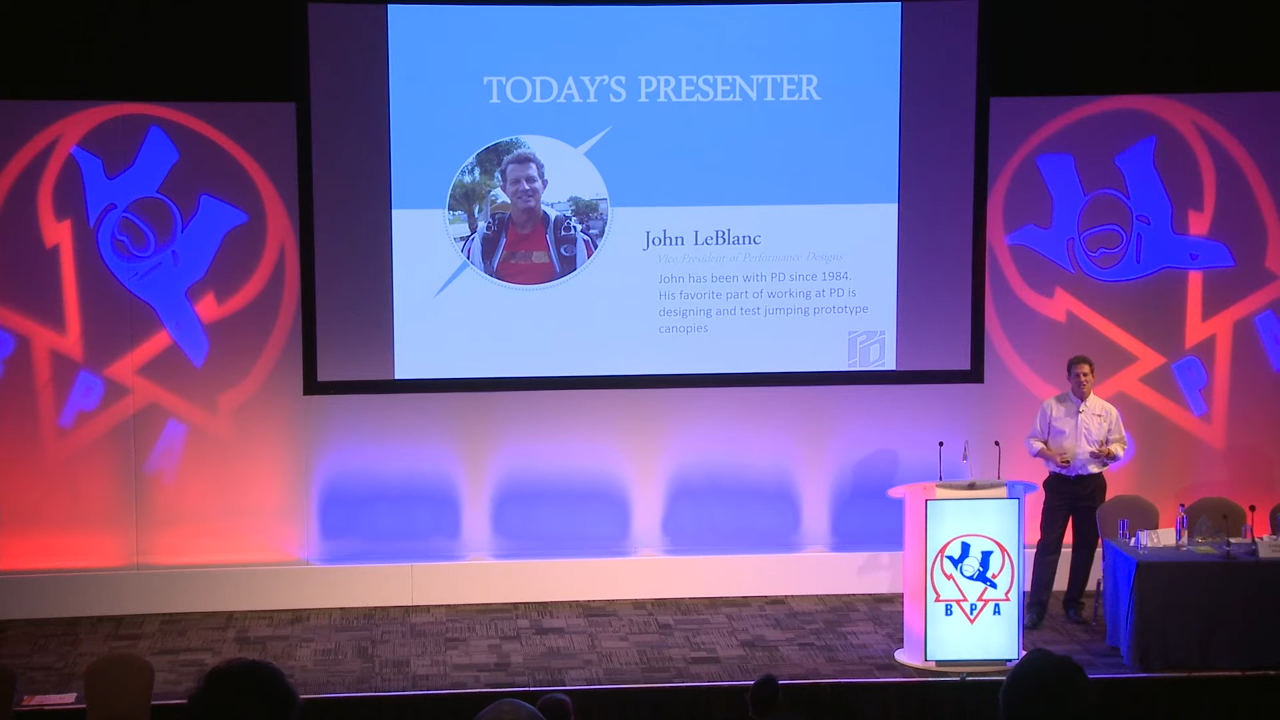 TODAY'S PRESENTER
John LeBlanc
Vice President of Performance Designs
John has been with PD since 1984.
His favorite part of working at PD is
designing and test jumping prototype
canopies
PD
P
A
P
B P A